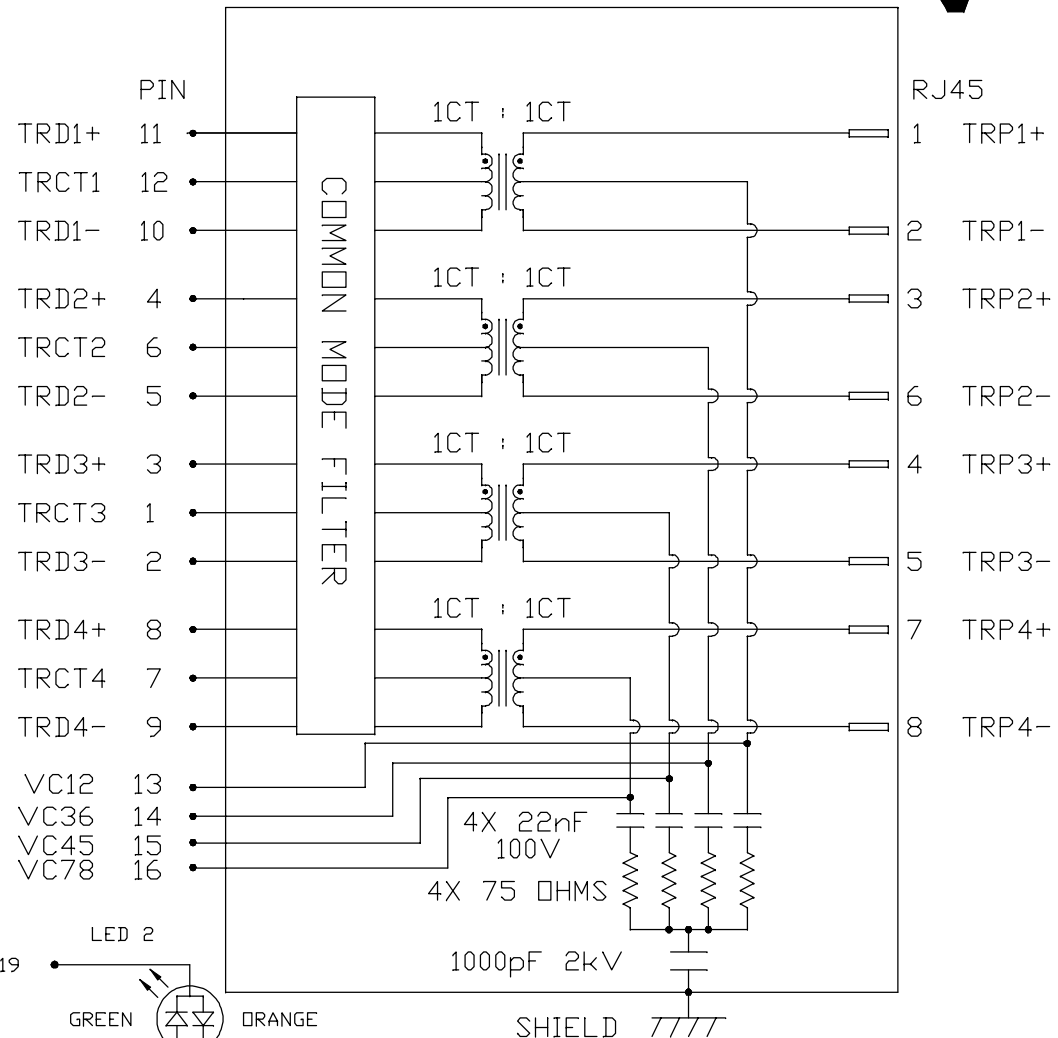 PIN RJ45
1CT : 1CT
TRD1+ 11 1 TRP1+
TRCT1 12
TRD1- 10 2 TRP1-
1CT : 1CT
TRD2+ 4 3 TRP2+
TRCT2 6
TRD2- 5 6 TRP2-
COMMON MODE FILTER
1CT : 1CT
TRD3+ 3 4 TRP3+
TRCT3 1
TRD3- 2 5 TRP3-
1CT : 1CT
TRD4+ 8 7 TRP4+
TRCT4 7
TRD4- 9 8 TRP4-
VC12 13
VC36 14
VC45 15
VC78 16
4X 22nF
100V
4X 75 OHMS
LED 2
19
1000pF 2kV
GREEN ORANGE
SHIELD